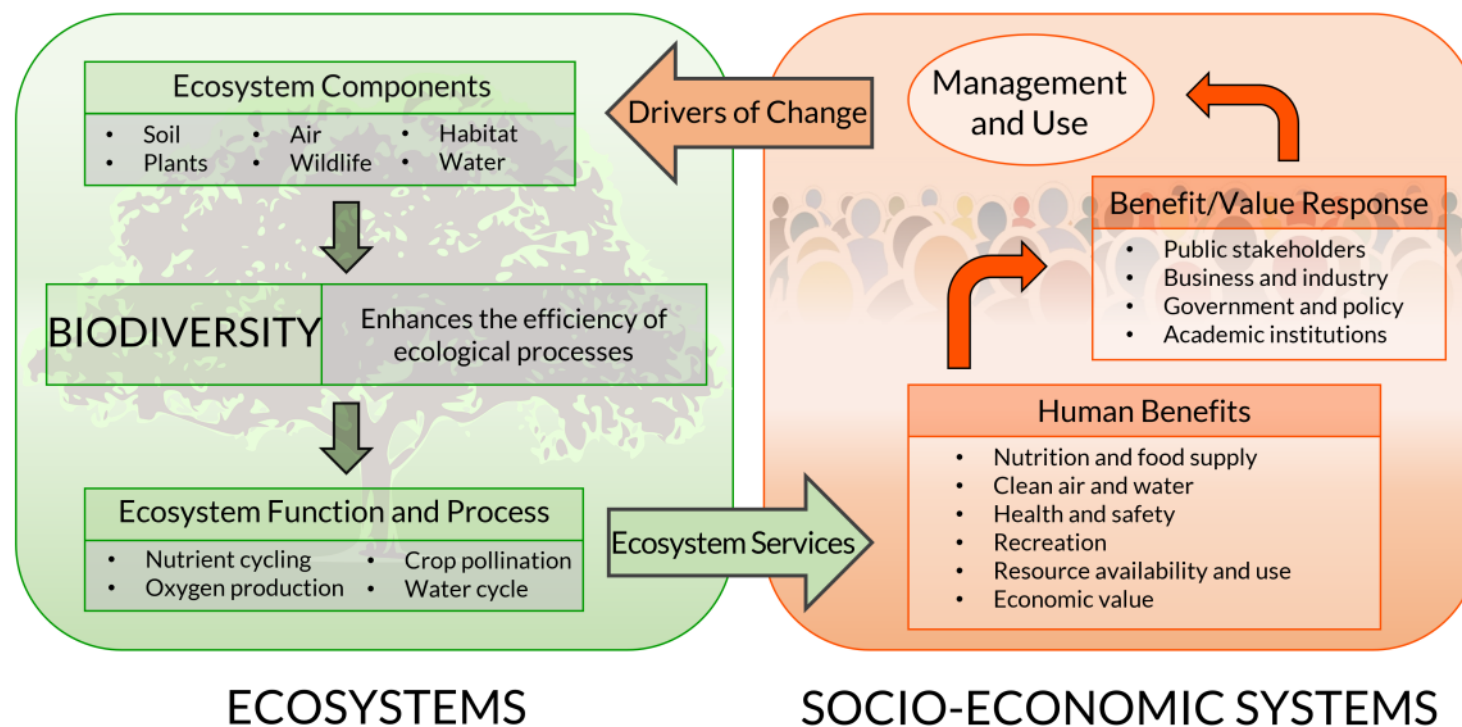 Ecosystem Components
• Soil
• Plants
• Air
• Wildlife
• Habitat
• Water
BIODIVERSITY
Enhances the efficiency of
ecological processes
Ecosystem Function and Process
• Nutrient cycling
• Oxygen production
• Crop pollination
• Water cycle
ECOSYSTEMS
Drivers of Change
Ecosystem Services
Management
and Use
Benefit/Value Response
• Public stakeholders
• Business and industry
• Government and policy
• Academic institutions
Human Benefits
• Nutrition and food supply
• Clean air and water
• Health and safety
• Recreation
• Resource availability and use
• Economic value
SOCIO-ECONOMIC SYSTEMS